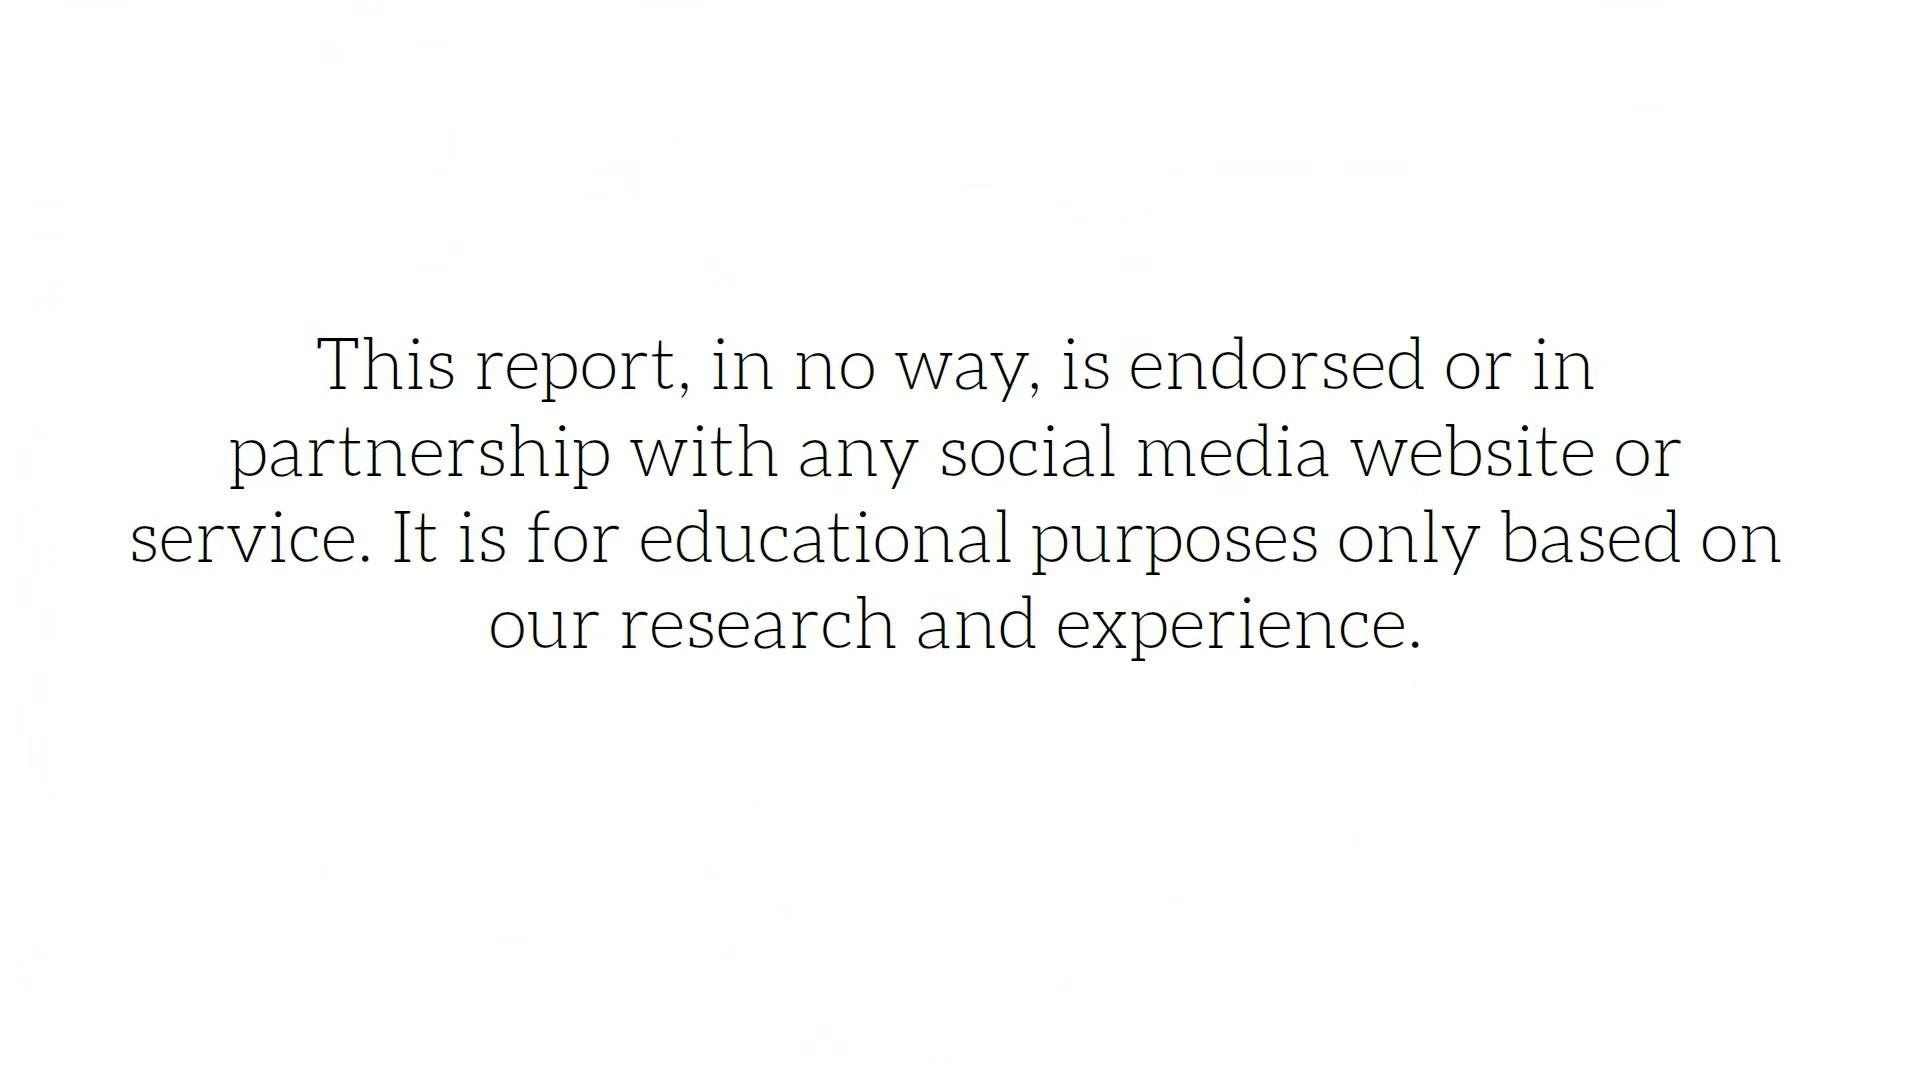 This report, in no way, is endorsed or in
partnership with any social media website or
service. It is for educational purposes only based on
our research and experience.